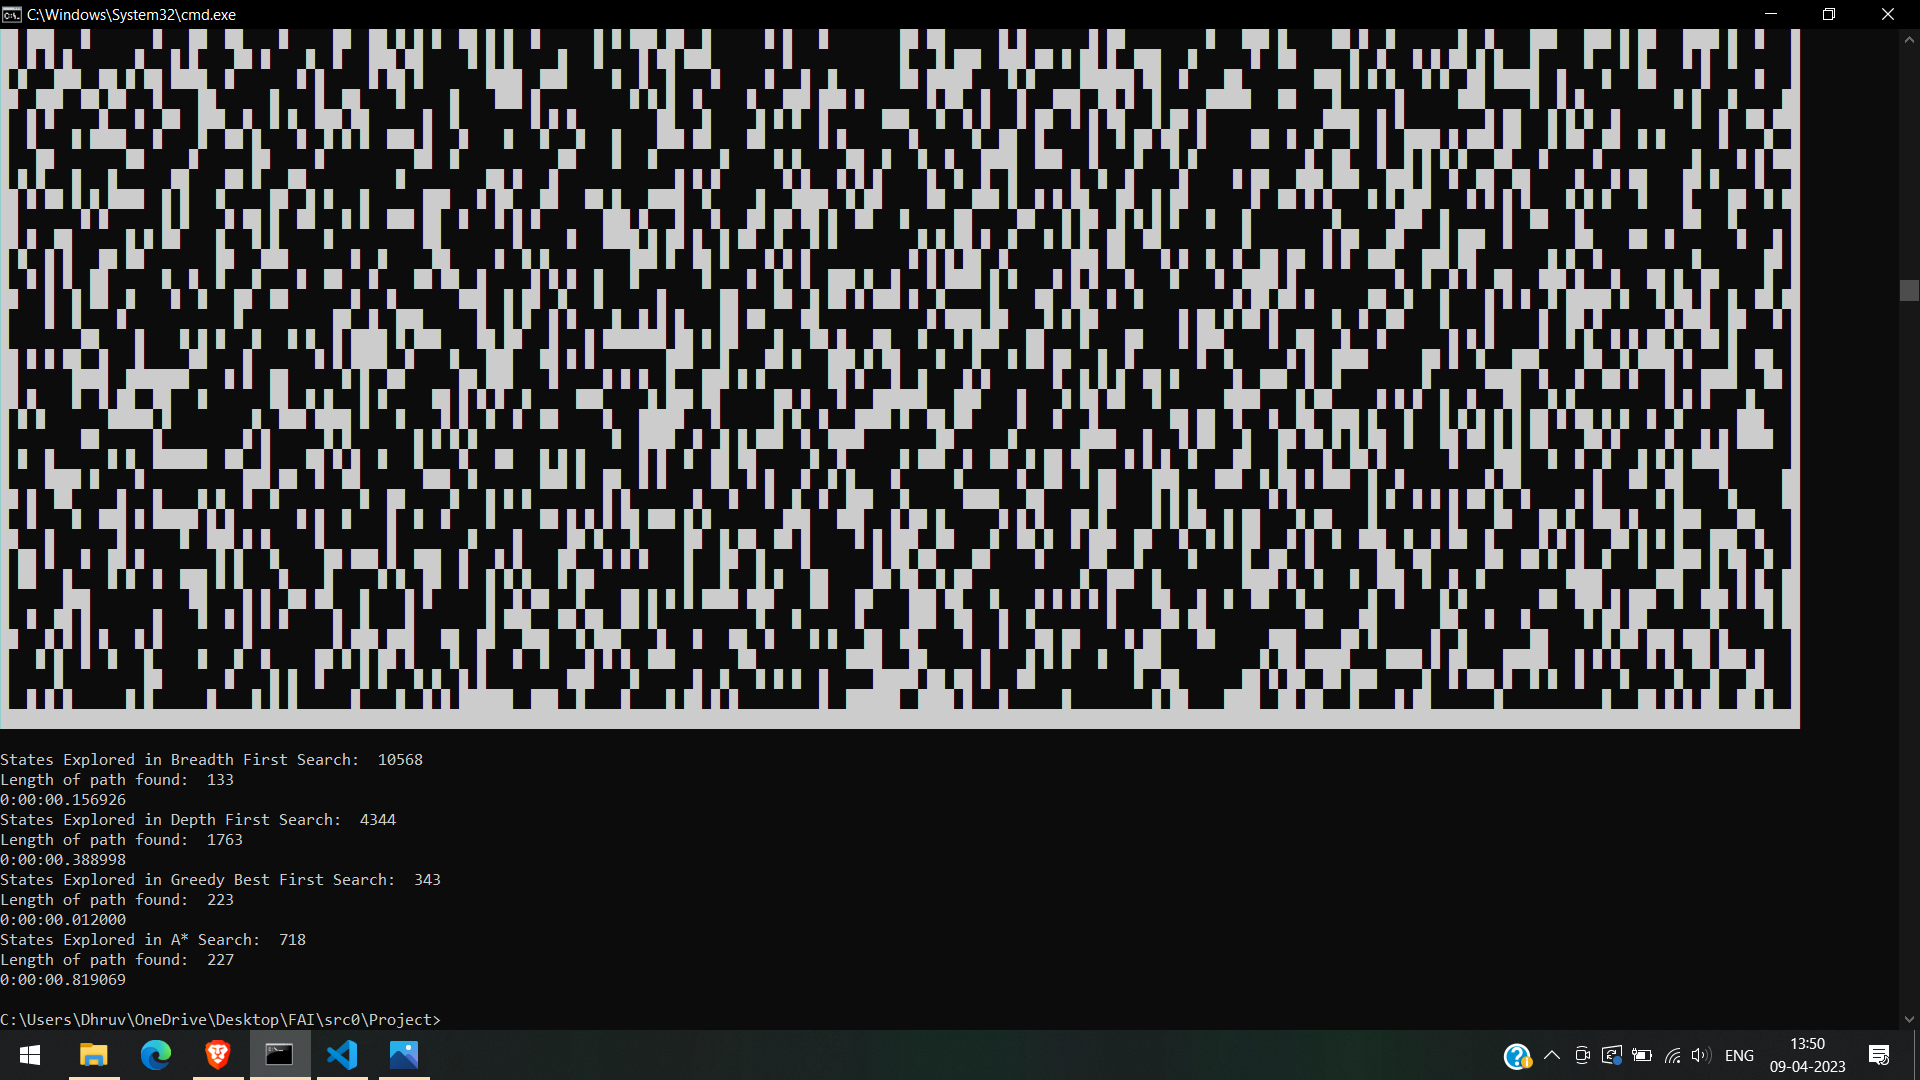 C:\Windows\System32\cmd.exe
States Explored in Breadth First Search:  10568
Length of path found:  133
0:00:00.156926
States Explored in Depth First Search:  4344
Length of path found:  1763
0:00:00.388998
States Explored in Greedy Best First Search:  343
Length of path found:  223
0:00:00.012000
States Explored in A* Search:  718
Length of path found:  227
0:00:00.819069
C:\Users\Dhruv\OneDrive\Desktop\FAI\src0\Project>
ENG
13:50
09-04-2023